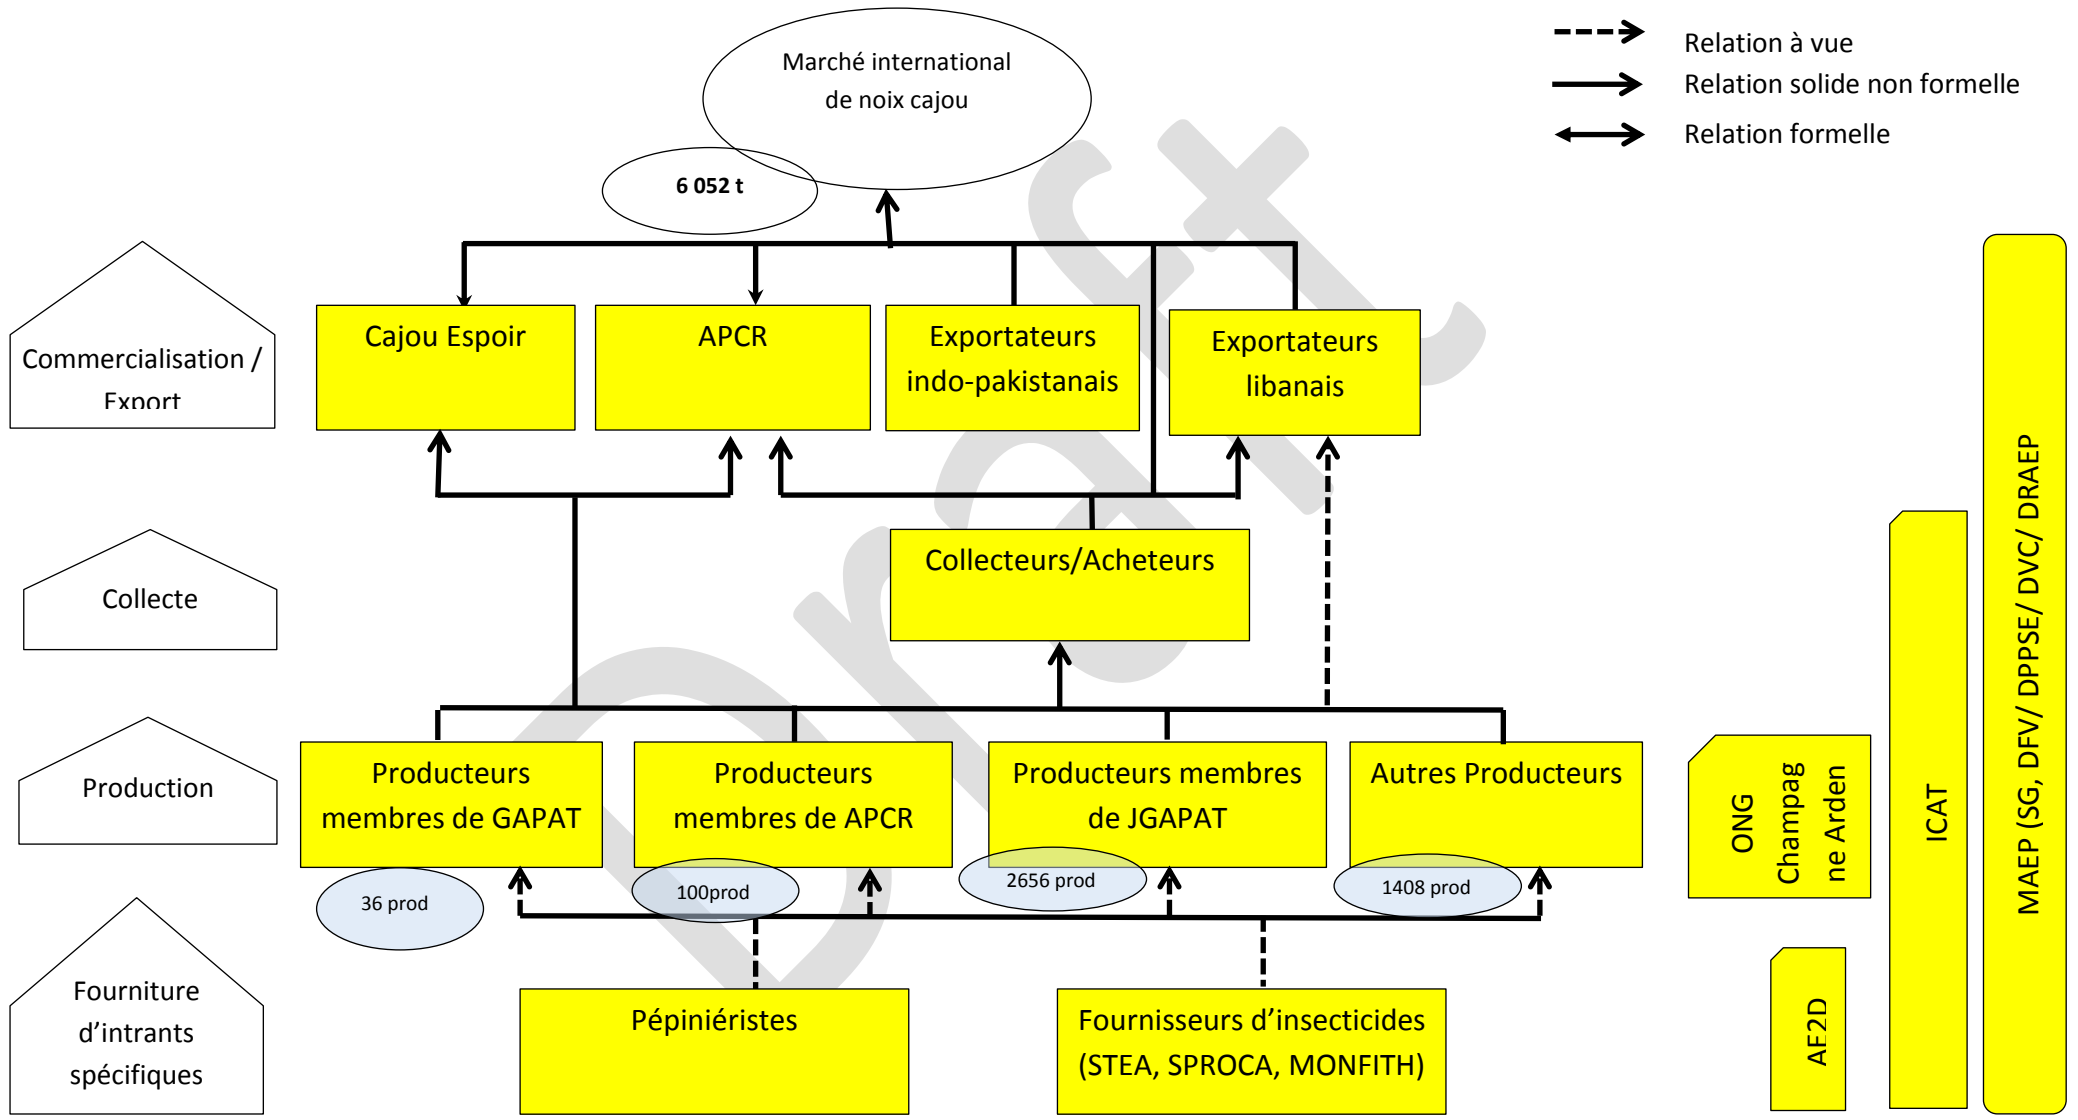 Marché international
de noix cajou
6 052 t
Relation à vue
Relation solide non formelle
Relation formelle
Commercialisation /
Export
Cajou Espoir
APCR
Exportateurs
indo-pakistanais
Exportateurs
libanais
Collecte
Collecteurs/Acheteurs
Production
Producteurs
membres de GAPAT
Producteurs
membres de APCR
Producteurs membres
de JGAPAT
Autres Producteurs
36 prod
100prod
2656 prod
1408 prod
Fourniture
d’intrants
spécifiques
Pépiniéristes
Fournisseurs d’insecticides
(STEA, SPROCA, MONFITH)
ONG
Champag
ne Arden
AE2D
ICAT
MAEP (SG, DFV/ DPPSE/ DVC/ DRAEP
Draft